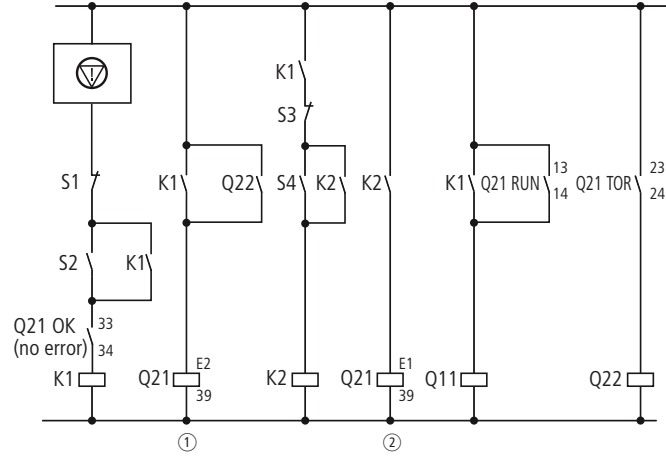 K1
S3
S1
K1
Q22
S4
K2
K2
K1
Q21 RUN
13
14
Q21 TOR
23
24
S2
K1
Q21 OK
(no error)
33
34
K1
Q21
E2
39
K2
Q21
E1
39
Q11
Q22
①
②